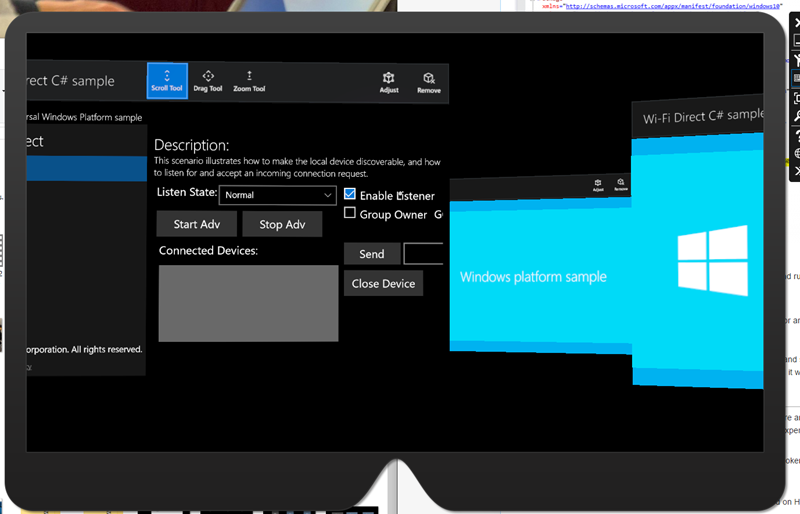 xmlns="http://schemas.microsoft.com/appx/manifest/foundation/windows10"
rect C# sample
Scroll Tool
Drag Tool
Zoom Tool
Adjust
Remove
Wi-Fi Direct C# sample
ersal Windows Platform sample
ect
Description:
This scenario illustrates how to make the local device discoverable, and how
to listen for and accept an incoming connection request.
Listen State:
Normal
Enable Listener
Group Owner
Start Adv
Stop Adv
Connected Devices:
Send
Close Device
Adjust
Remove
Windows platform sample
orporation. All rights reserved.